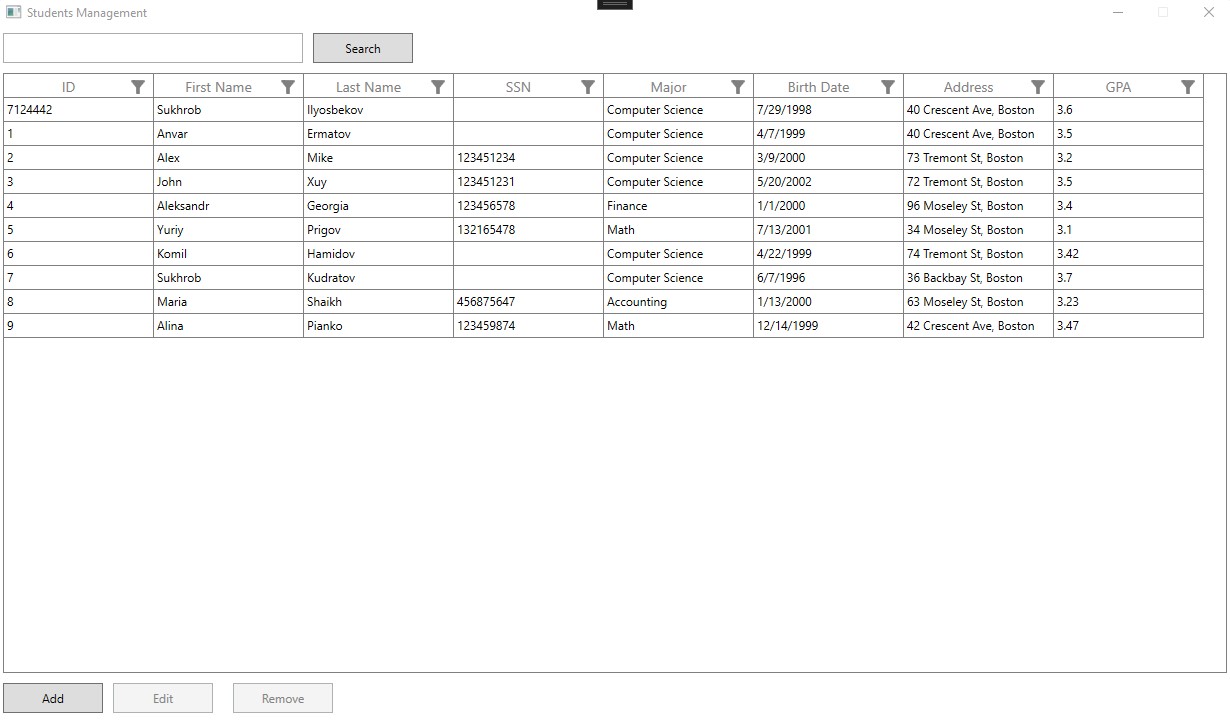 Students Management
Search
ID First Name Last Name SSN Major Birth Date Address GPA
7124442 Sukhrob Ilyosbekov Computer Science 7/29/1998 40 Crescent Ave, Boston 3.6
1 Anvar Ermatov Computer Science 4/7/1999 40 Crescent Ave, Boston 3.5
2 Alex Mike 123451234 Computer Science 3/9/2000 73 Tremont St, Boston 3.2
3 John Xuy 123451231 Computer Science 5/20/2002 72 Tremont St, Boston 3.5
4 Aleksandr Georgia 123456578 Finance 1/1/2000 96 Moseley St, Boston 3.4
5 Yuriy Prigov 132165478 Math 7/13/2001 34 Moseley St, Boston 3.1
6 Komil Hamidov Computer Science 4/22/1999 74 Tremont St, Boston 3.42
7 Sukhrob Kudratov Computer Science 6/7/1996 36 Backbay St, Boston 3.7
8 Maria Shaikh 456875647 Accounting 1/13/2000 63 Moseley St, Boston 3.23
9 Alina Pianko 123459874 Math 12/14/1999 42 Crescent Ave, Boston 3.47
Add Edit Remove